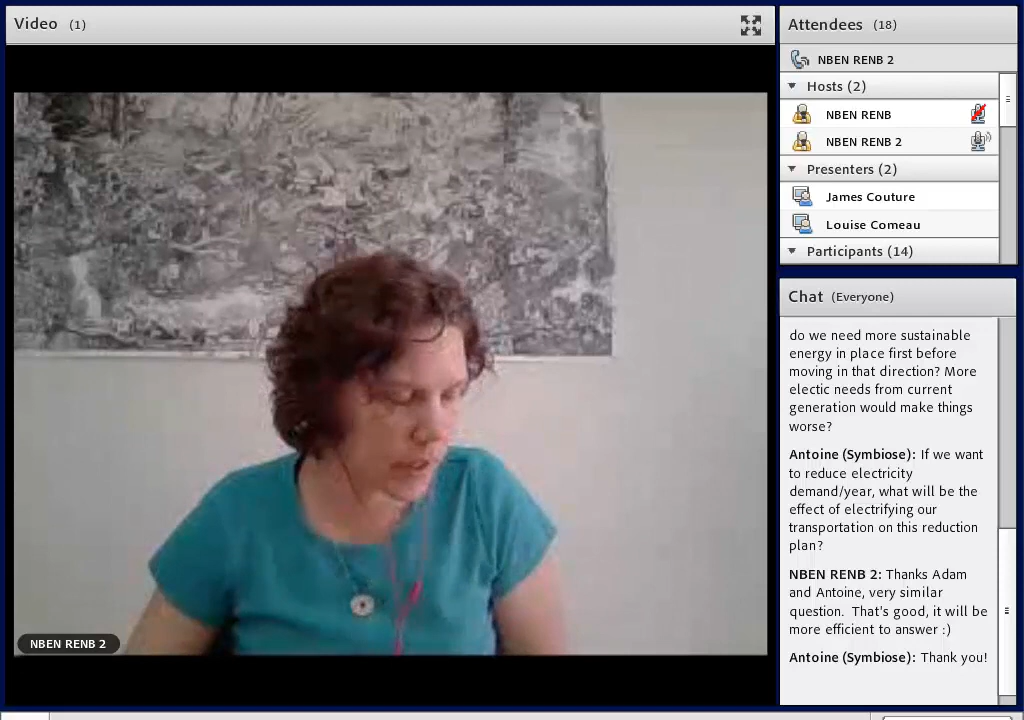 Video (1)
NBEN RENB 2
Attendees (18)
NBEN RENB 2
Hosts (2)
NBEN RENB
NBEN RENB 2
Presenters (2)
James Couture
Louise Comeau
Participants (14)
Chat (Everyone)
do we need more sustainable
energy in place first before
moving in that direction? More
electic needs from current
generation would make things
worse?
Antoine (Symbiose): If we want
to reduce electricity
demand/year, what will be the
effect of electrifying our
transportation on this reduction
plan?
NBEN RENB 2: Thanks Adam
and Antoine, very similar
question. That's good, it will be
more efficient to answer :)
Antoine (Symbiose): Thank you!